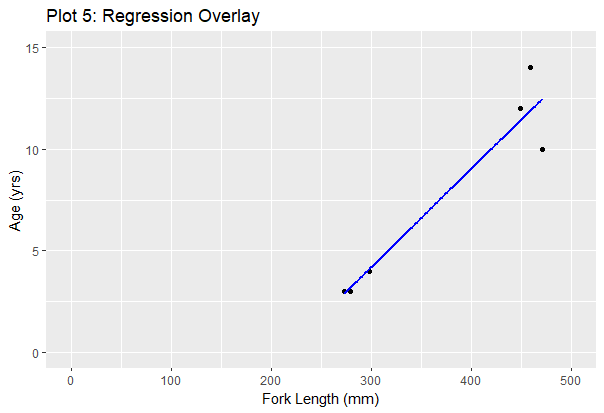 Plot 5: Regression Overlay
15
10
5
0
Age (yrs)
0 100 200 300 400 500
Fork Length (mm)